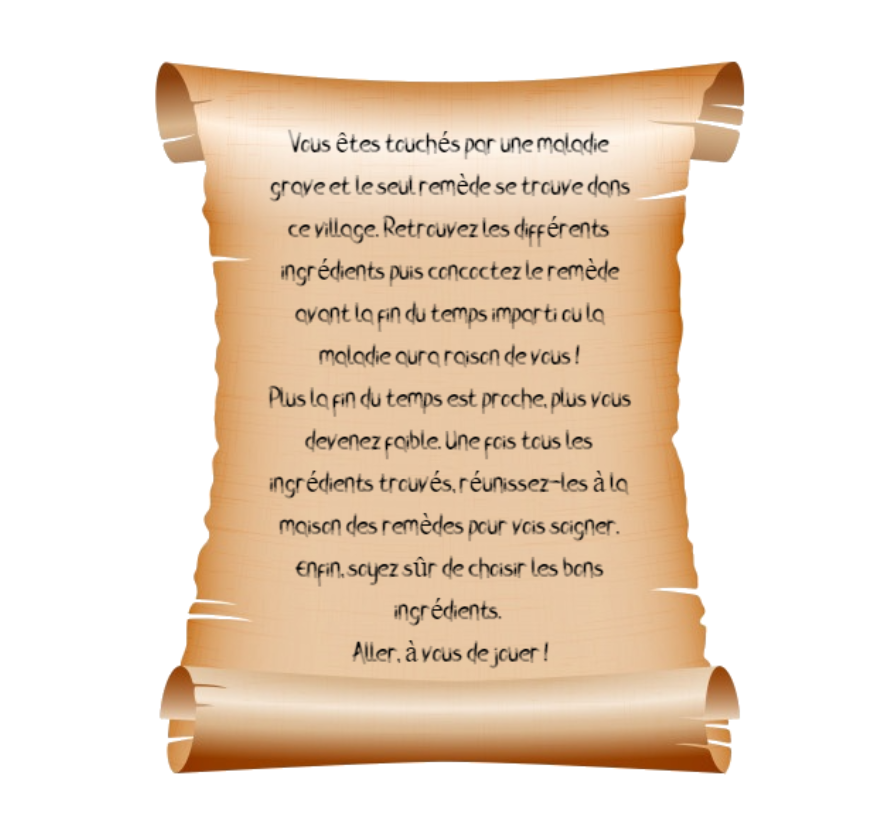 Vous êtes touchés par une maladie
grave et le seul remède se trouve dans
ce village. Retrouvez les différents
ingrédients puis concoctez le remède
avant la fin du temps imparti ou la
maladie aura raison de vous !
Plus la fin du temps est proche, plus vous
devenez faible. Une fois tous les
ingrédients trouvés, réunissez-les à la
maison des remèdes pour vois soigner.
Enfin, soyez sûr de choisir les bons
ingrédients.
Aller, à vous de jouer !